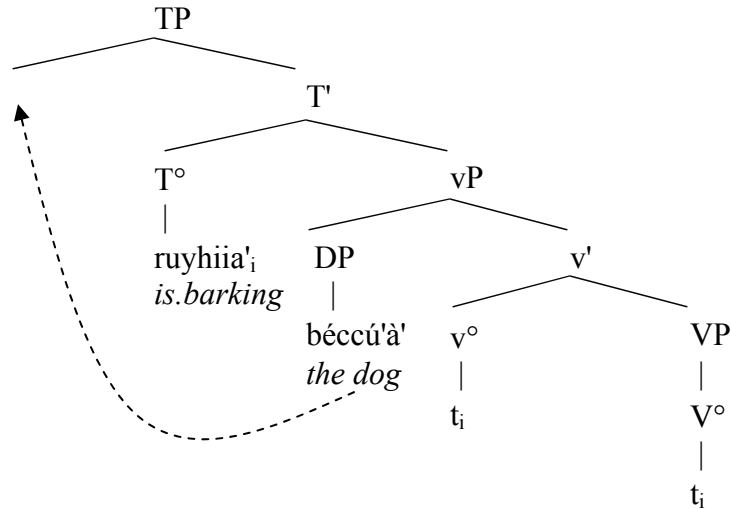 TP
T'
T° vP
ruyhiia'ᵢ DP v'
is.barking
béccú'à' v° VP
the dog
tᵢ V°
tᵢ